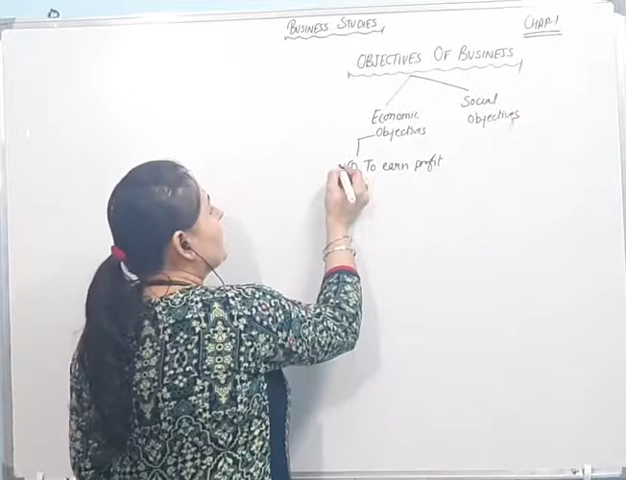 BUSINESS STUDIES
CHAP. 1
OBJECTIVES OF BUSINESS
Economic Objectives
Social Objectives
To earn profit